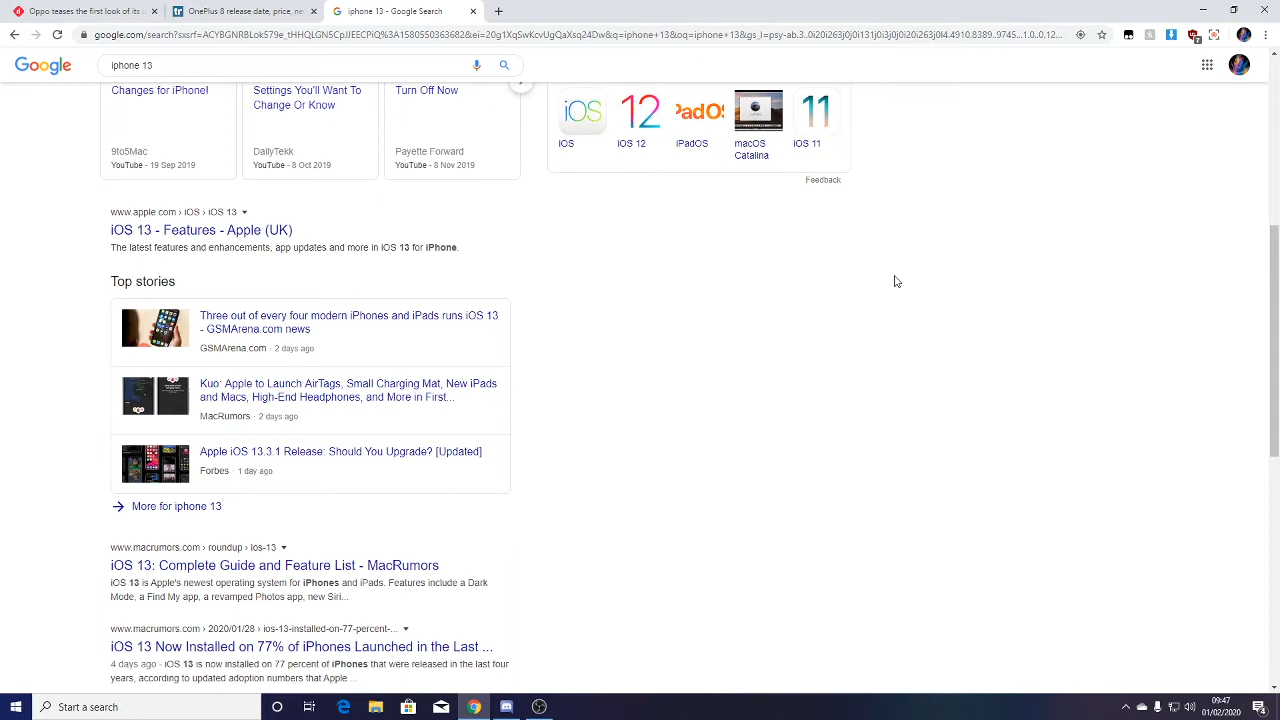 Oppo teases the first look of its
OnePlus 8 release date, price, ne
iphone 13 - Google Search
google.com/search?sxsrf=ACYBGNRBLok579e_tHHQLGN5CpJJEECPiQ%3A1580550363682&ei=20g1XqSwKcvUgQaXsq24Dw&q=iphone+13&oq=iphone+13&gs_l=psy-ab.3..0i20i263j0j0i131j0i3j0j0i20i263j0l4.4910.8389..9745...1.0..0.12...
Google
iphone 13
Changes for iPhone!
9to5Mac
YouTube - 19 Sep 2019
Settings You'll Want To
Change Or Know
DailyTekk
YouTube - 8 Oct 2019
Turn Off Now
Payette Forward
YouTube - 8 Nov 2019
iOS
12
PadOS
11
iOS
iOS 12
iPadOS
macOS
Catalina
iOS 11
Feedback
www.apple.com › iOS › iOS 13
iOS 13 - Features - Apple (UK)
The latest features and enhancements, app updates and more in iOS 13 for iPhone.
Top stories
Three out of every four modern iPhones and iPads runs iOS 13
- GSMArena.com news
GSMArena.com · 2 days ago
Kuo: Apple to Launch AirTags, Small Charging Mat, New iPads
and Macs, High-End Headphones, and More in First...
MacRumors · 2 days ago
Apple iOS 13.3.1 Release: Should You Upgrade? [Updated]
Forbes · 1 day ago
More for iphone 13
www.macrumors.com › roundup › ios-13
iOS 13: Complete Guide and Feature List - MacRumors
iOS 13 is Apple's newest operating system for iPhones and iPads. Features include a Dark
Mode, a Find My app, a revamped Photos app, new Siri...
www.macrumors.com › 2020/01/28 › ios-13-installed-on-77-percent-...
iOS 13 Now Installed on 77% of iPhones Launched in the Last ...
4 days ago - iOS 13 is now installed on 77 percent of iPhones that were released in the last four
years, according to updated adoption numbers that Apple ...
Start a search
09:47
01/02/2020